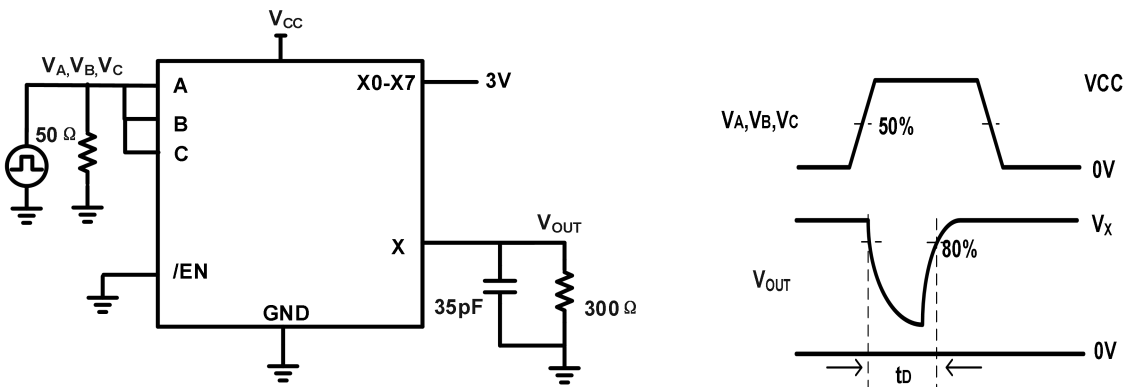 VCC
VA,VB,VC
50 Ω
A
B
C
X0-X7
3V
/EN
X
GND
VOUT
35pF
300 Ω
VA,VB,VC
50%
VCC
0V
VOUT
80%
VX
0V
tD